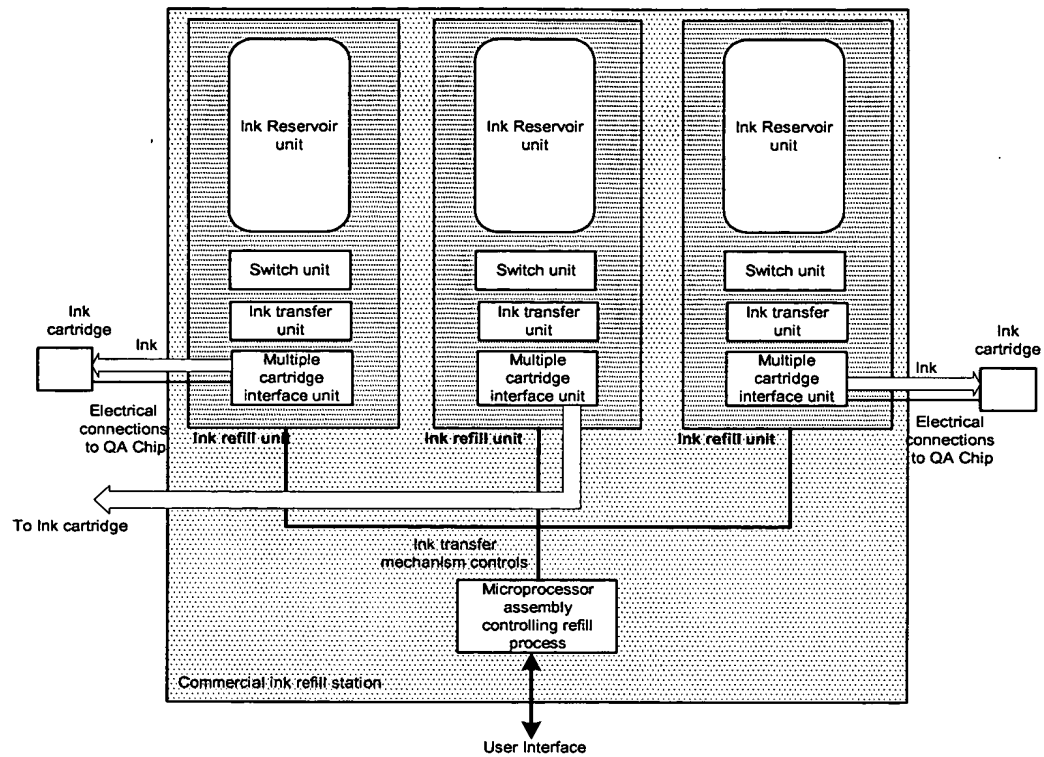 Ink Reservoir
unit
Ink Reservoir
unit
Ink Reservoir
unit
Switch unit
Switch unit
Switch unit
Ink transfer
unit
Ink transfer
unit
Ink transfer
unit
Ink
cartridge
Ink
Multiple
cartridge
interface unit
Multiple
cartridge
interface unit
Multiple
cartridge
interface unit
Ink
Ink
cartridge
Electrical
connections
to QA Chip
Ink refill unit
Ink refill unit
Ink refill unit
Electrical
connections
to QA Chip
To Ink cartridge
Ink transfer
mechanism controls
Microprocessor
assembly
controlling refill
process
Commercial ink refill station
User Interface